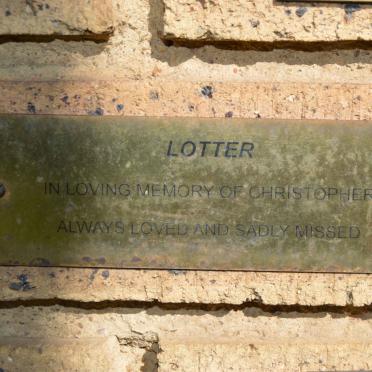 LOTTER
IN LOVING MEMORY OF CHRISTOPHER
ALWAYS LOVED AND SADLY MISSED